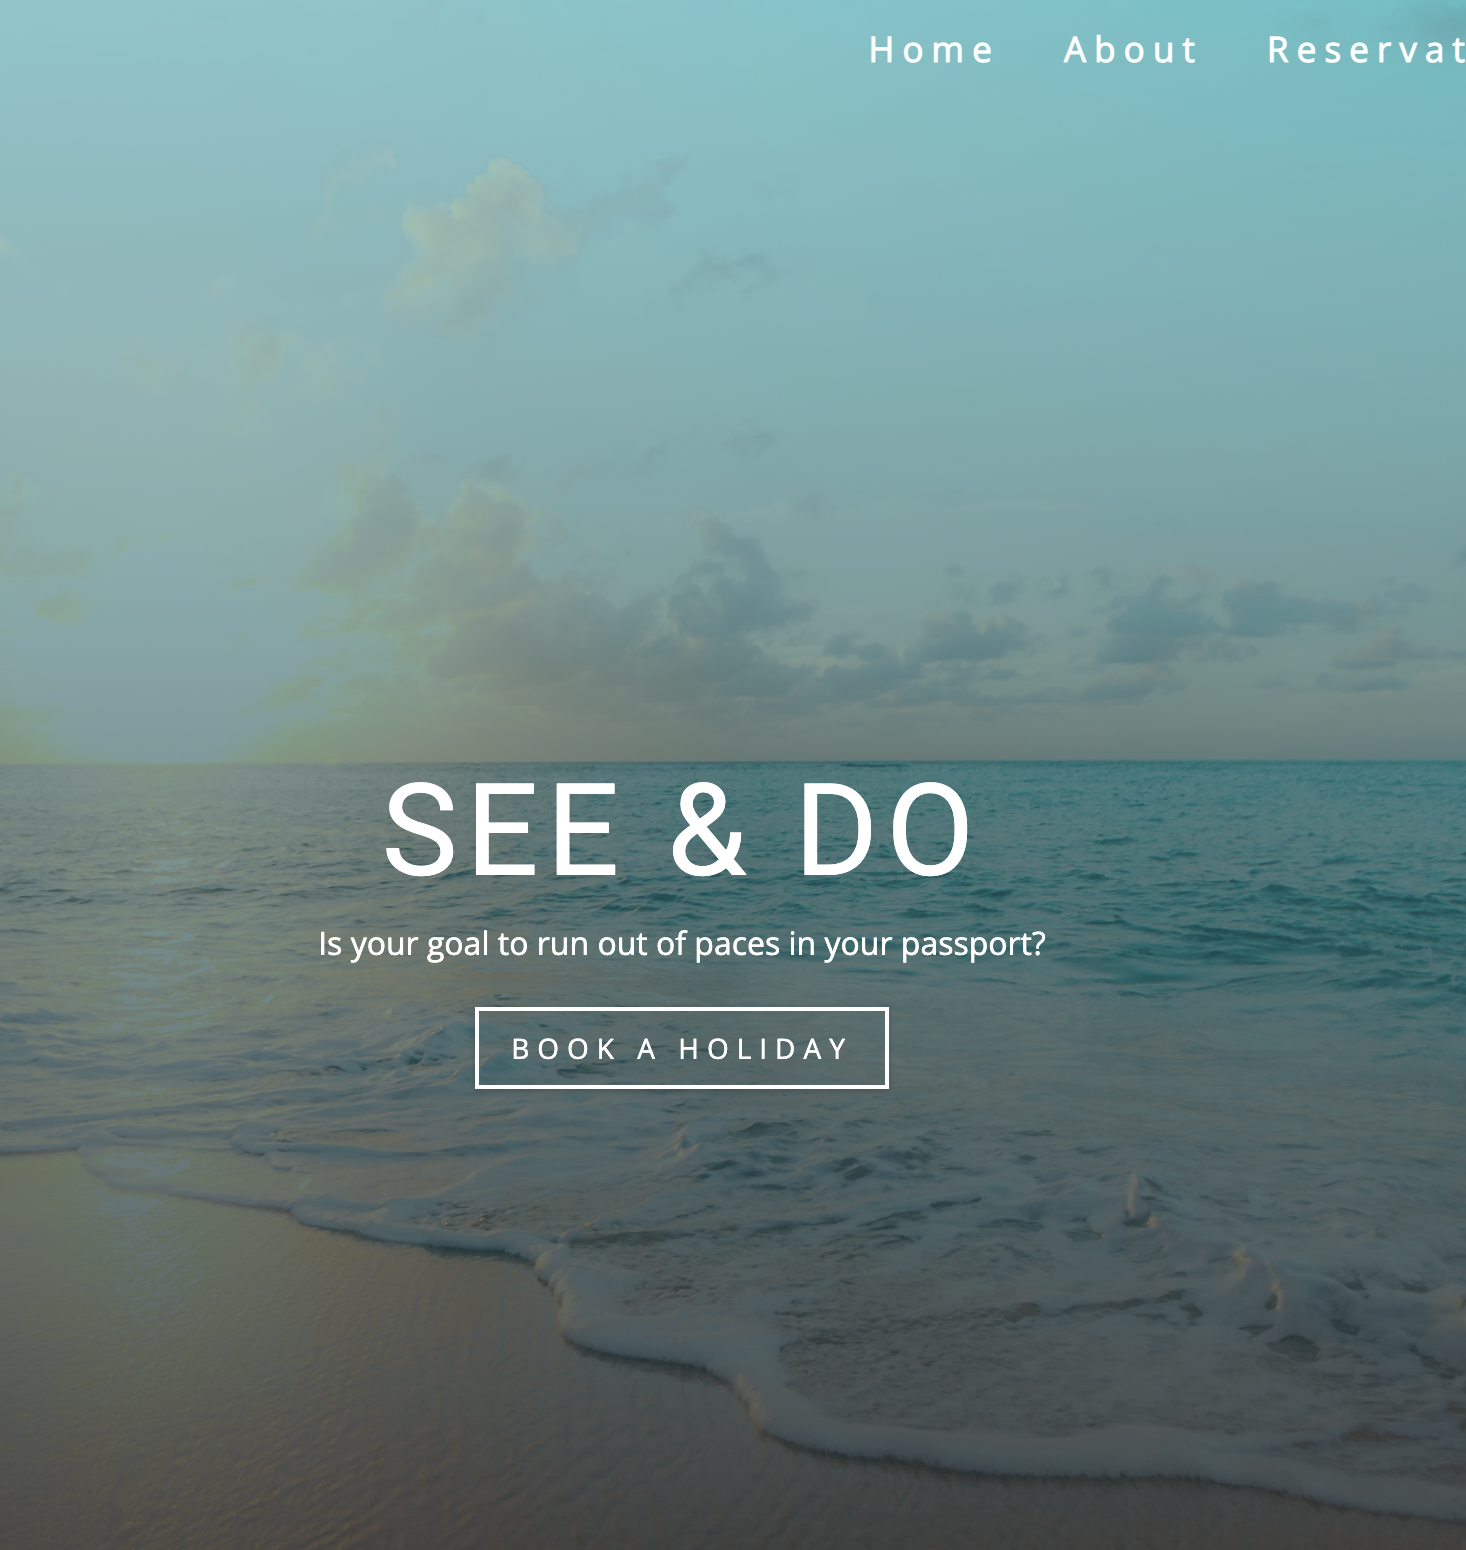 Home About Reservat
SEE & DO
Is your goal to run out of paces in your passport?
BOOK A HOLIDAY